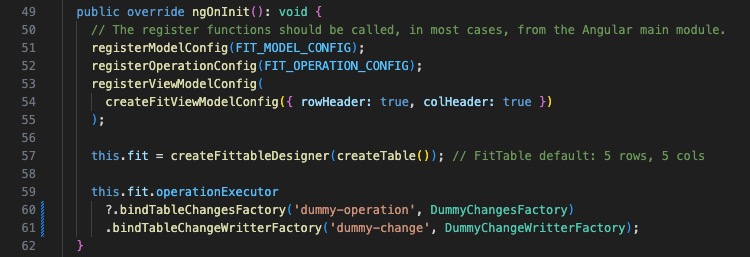 49 public override ngOnInit(): void {
50 // The register functions should be called, in most cases, from the Angular main module.
51 registerModelConfig(FIT_MODEL_CONFIG);
52 registerOperationConfig(FIT_OPERATION_CONFIG);
53 registerViewModelConfig(
54 createFitViewModelConfig({ rowHeader: true, colHeader: true })
55 );
56
57 this.fit = createFittableDesigner(createTable()); // FitTable default: 5 rows, 5 cols
58
59 this.fit.operationExecutor
60 ?.bindTableChangesFactory('dummy-operation', DummyChangesFactory)
61 .bindTableChangeWritterFactory('dummy-change', DummyChangeWritterFactory);
62 }